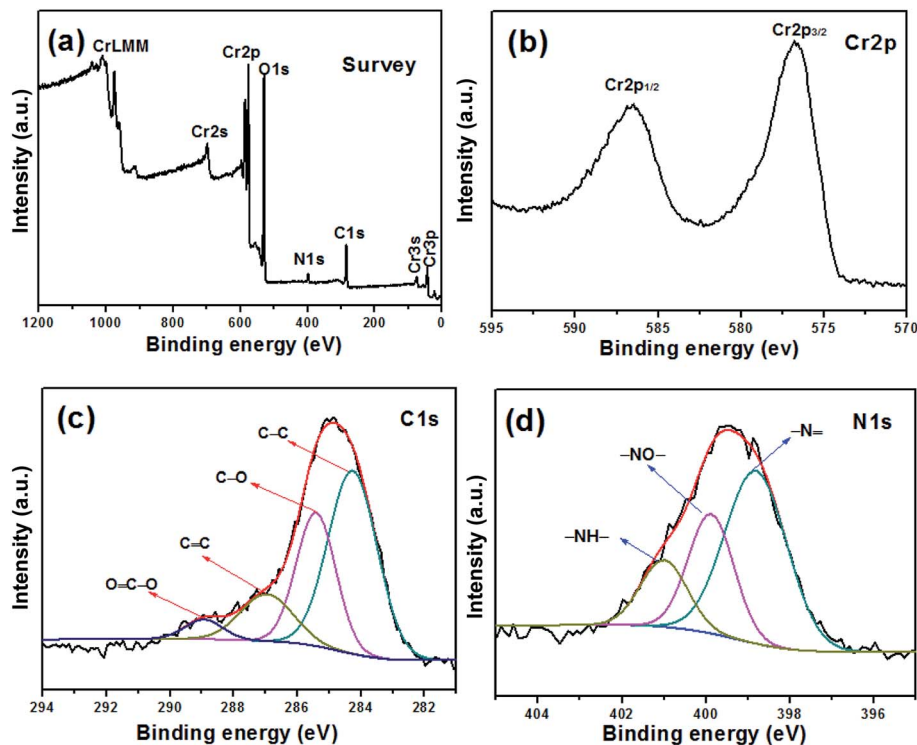 (a)
CrLMM
Cr2p
O1s
Survey
Cr2s
N1s
C1s
Cr3s
Cr3p
Intensity (a.u.)
1200 1000 800 600 400 200 0
Binding energy (eV)
(b)
Cr2p3/2
Cr2p
Cr2p1/2
Intensity (a.u.)
595 590 585 580 575 570
Binding energy (ev)
(c)
C1s
C–C
C–O
C=C
O=C–O
Intensity (a.u.)
294 292 290 288 286 284 282
Binding energy (eV)
(d)
N1s
–N=
–NO–
–NH–
Intensity (a.u.)
404 402 400 398 396
Binding energy (eV)